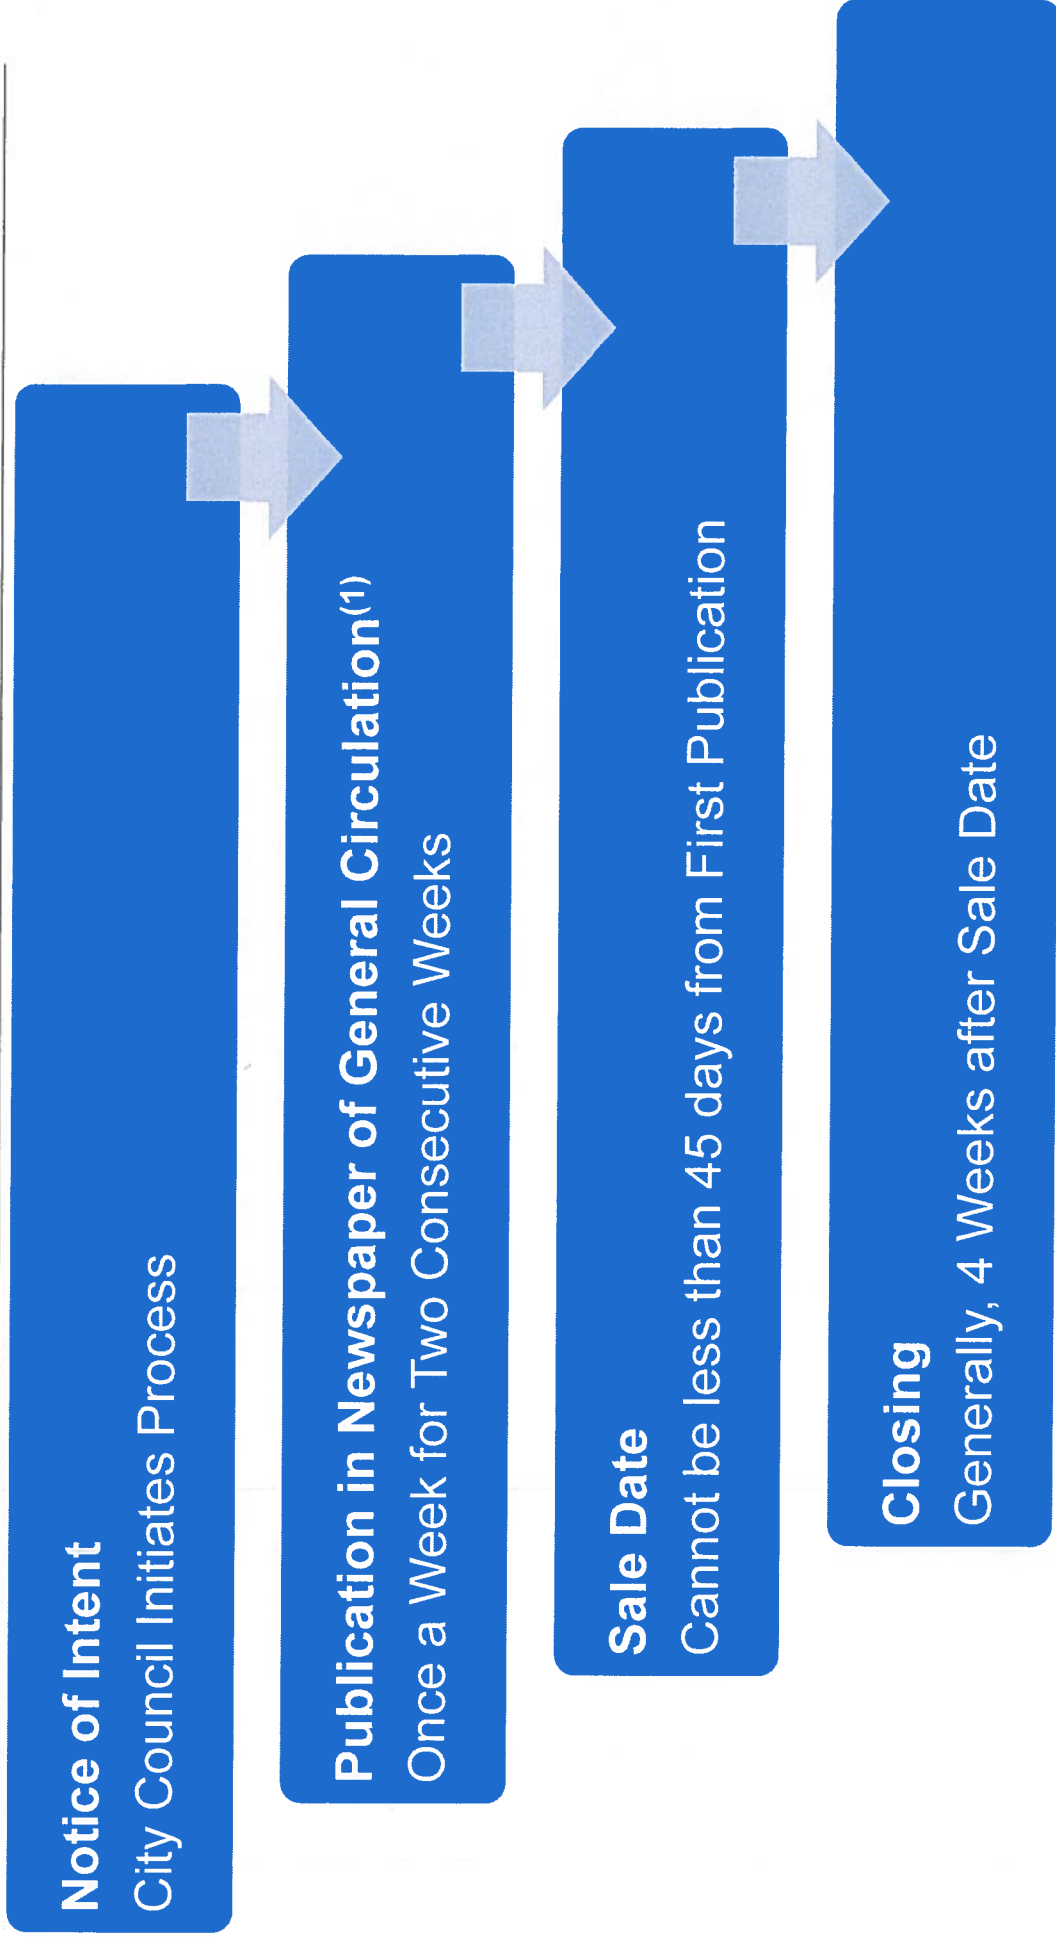 Notice of Intent
City Council Initiates Process
Publication in Newspaper of General Circulation(1)
Once a Week for Two Consecutive Weeks
Sale Date
Cannot be less than 45 days from First Publication
Closing
Generally, 4 Weeks after Sale Date